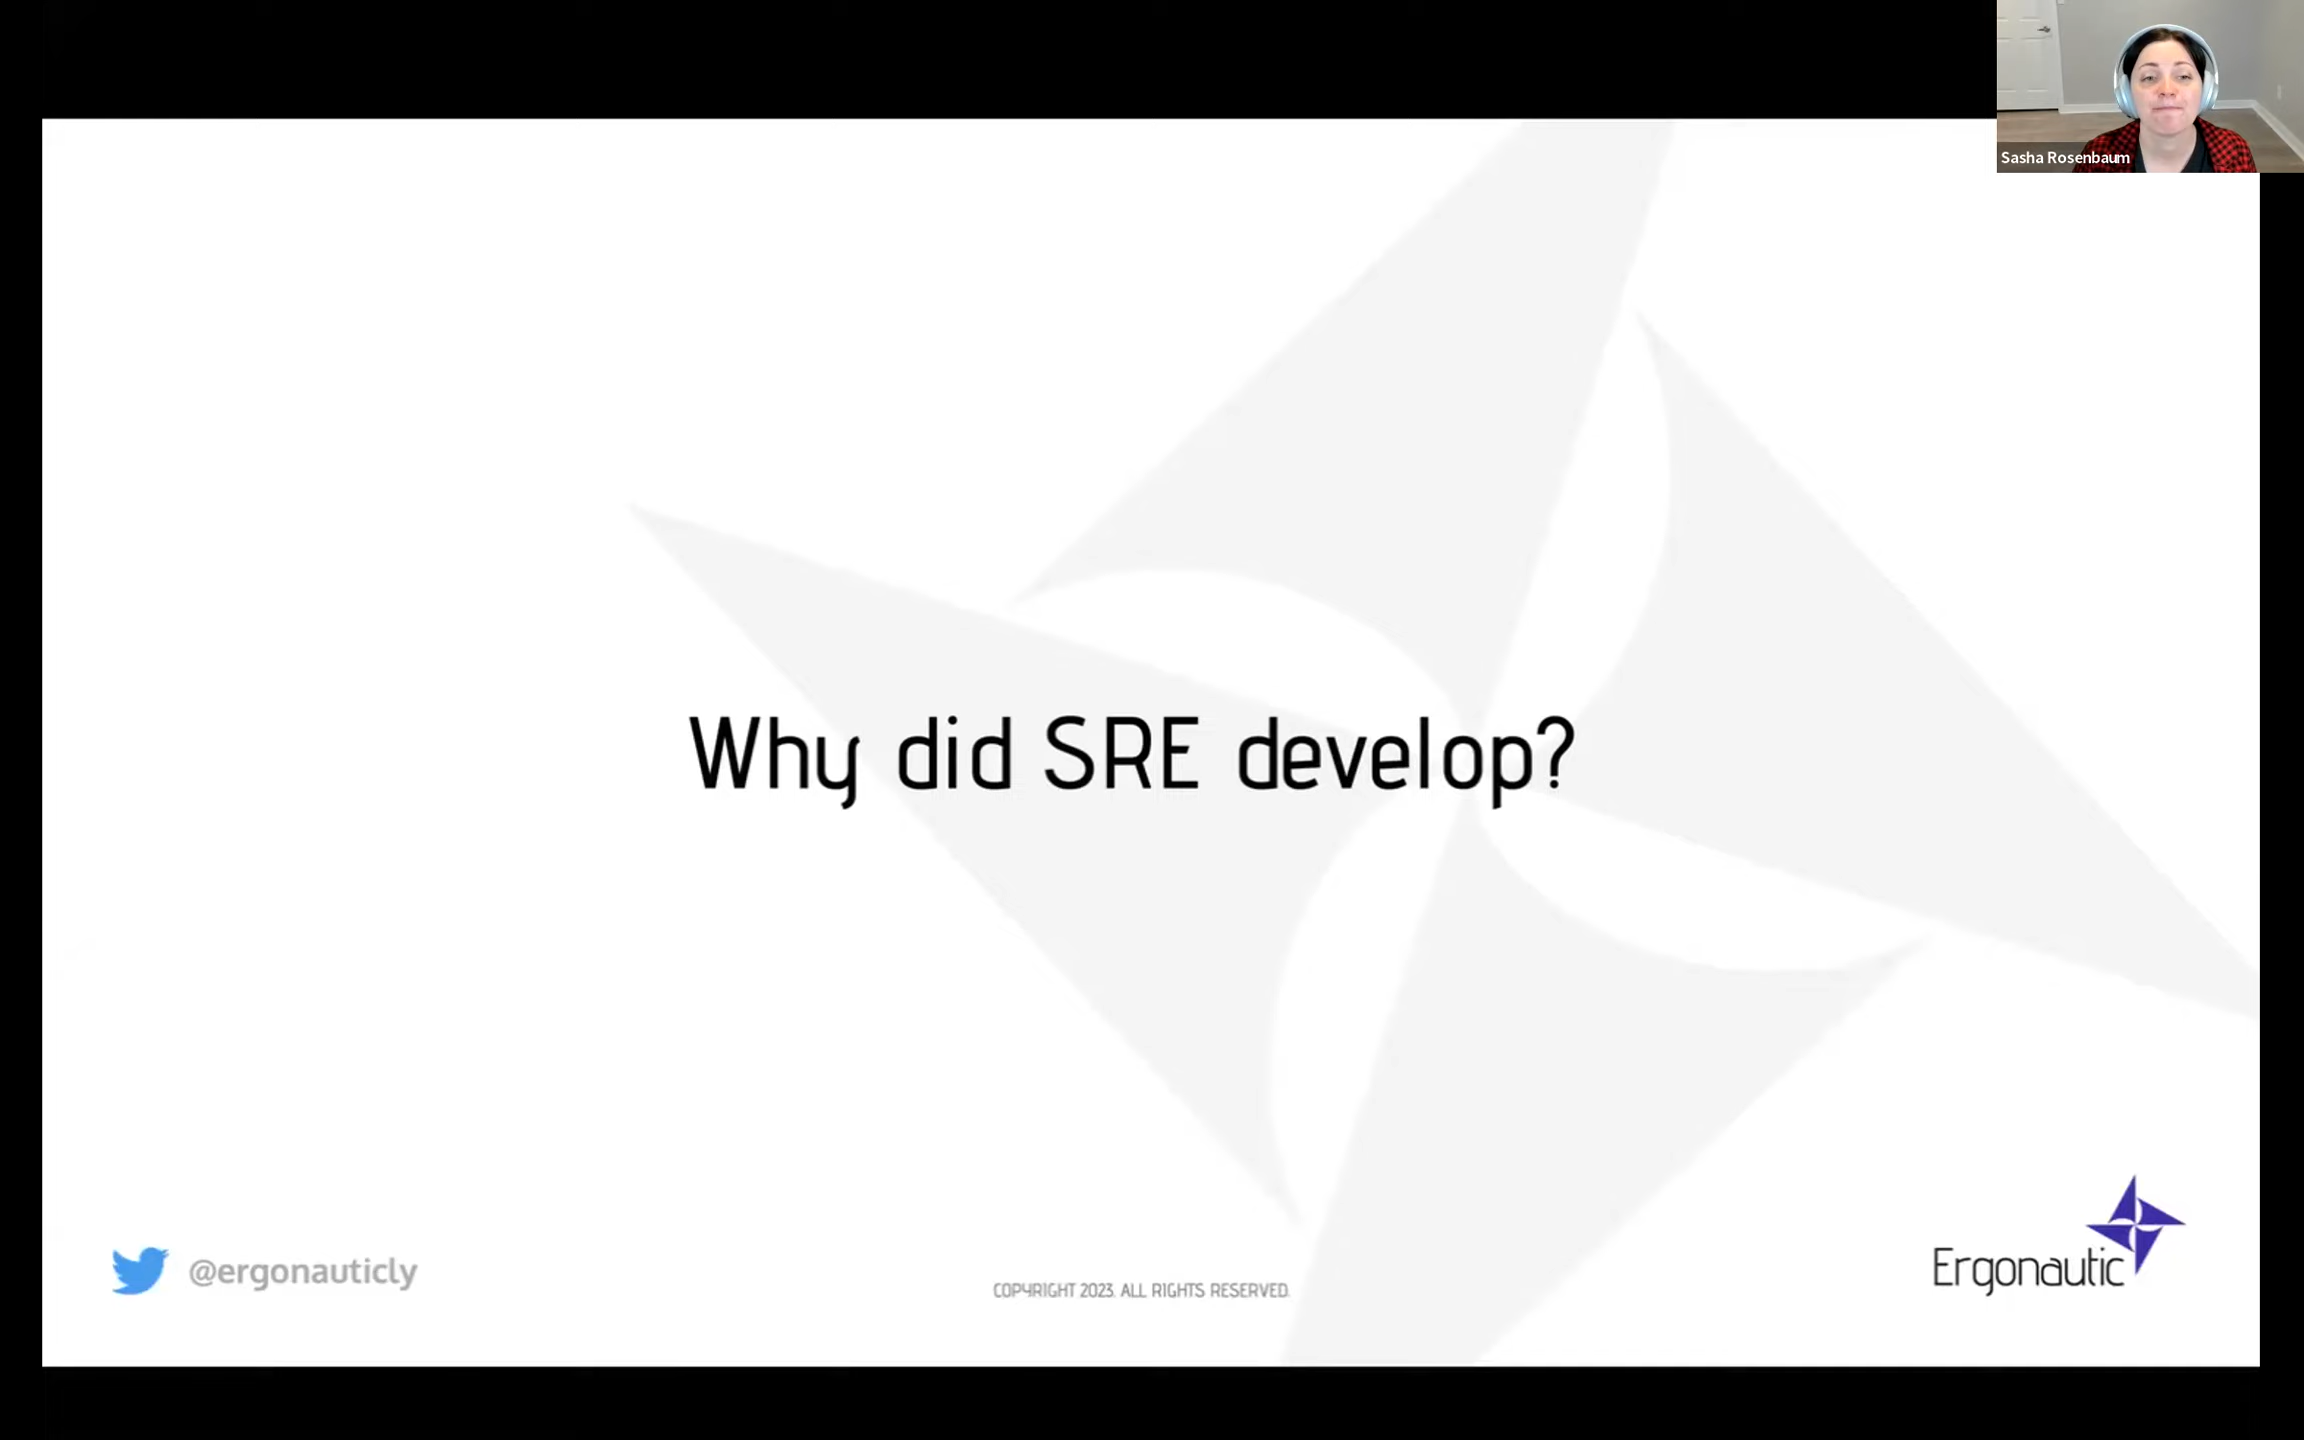 Sasha Rosenbaum
Why did SRE develop?
@ergonauticly
COPYRIGHT 2023. ALL RIGHTS RESERVED.
Ergonautic